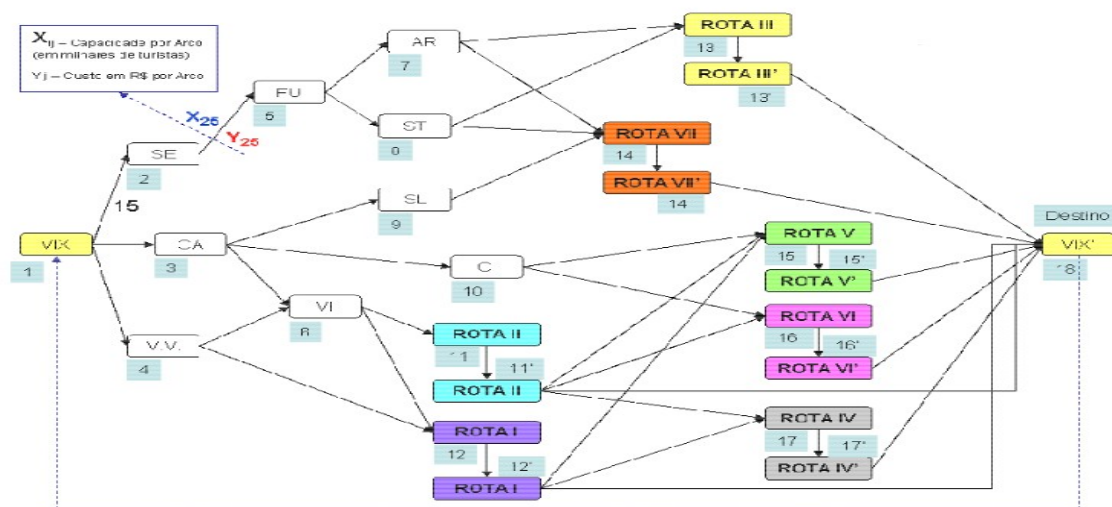 Xij – Capacidade por Arco
(em milhares de turistas)
Yj – Custo em R$ por Arco
X25
Y25
15
VIX
1
SE
2
CA
3
V.V.
4
FU
5
AR
7
ST
SL
9
C
10
VI
ROTA II
11
11'
ROTA II
ROTA I
12
12'
ROTA I
ROTA III
13
ROTA III'
13'
ROTA VII
14
ROTA VII'
14
ROTA V
15
15'
ROTA V'
ROTA VI
16
16'
ROTA VI'
ROTA IV
17
17'
ROTA IV'
Destino
VIX'
18